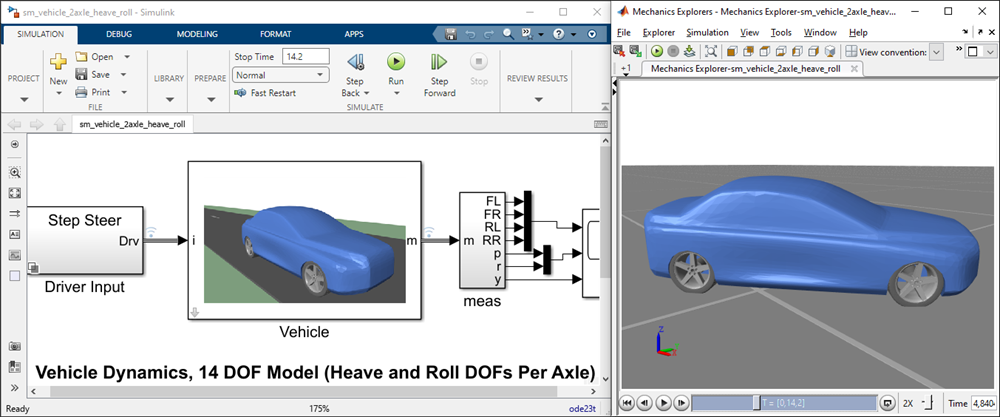 sm_vehicle_2axle_heave_roll - Simulink
SIMULATION DEBUG MODELING FORMAT APPS
PROJECT
New
Open
Save
Print
FILE
LIBRARY
PREPARE
Stop Time 14.2
Normal
Fast Restart
Step Back
Run
Step Forward
Stop
SIMULATE
REVIEW RESULTS
sm_vehicle_2axle_heave_roll
Step Steer
Drv
Driver Input
i
m
Vehicle
m
FL
FR
RL
RR
p
r
y
meas
Vehicle Dynamics, 14 DOF Model (Heave and Roll DOFs Per Axle)
Ready 175% ode23t
Mechanics Explorers - Mechanics Explorer-sm_vehicle_2axle_heav...
File Explorer Simulation View Tools Window Help
View convention:
+1
Mechanics Explorer-sm_vehicle_2axle_heave_roll
Z
X
T = [0,14.2]
2X
Time 4,840